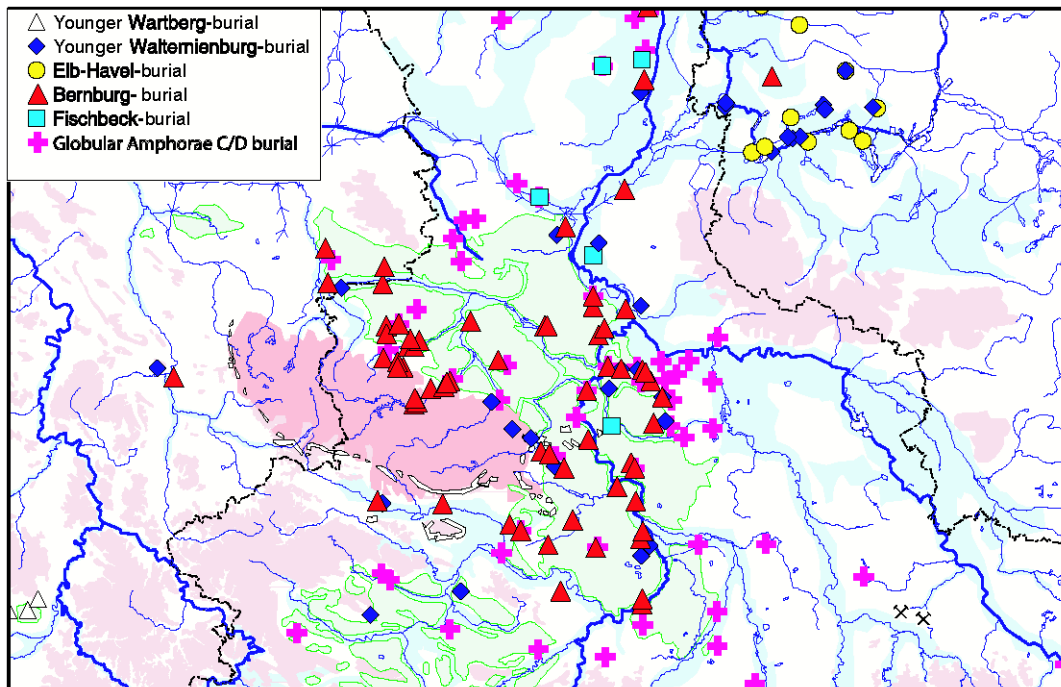 Younger Wartberg-burial
Younger Walternienburg-burial
Elb-Havel-burial
Bernburg- burial
Fischbeck-burial
Globular Amphorae C/D burial